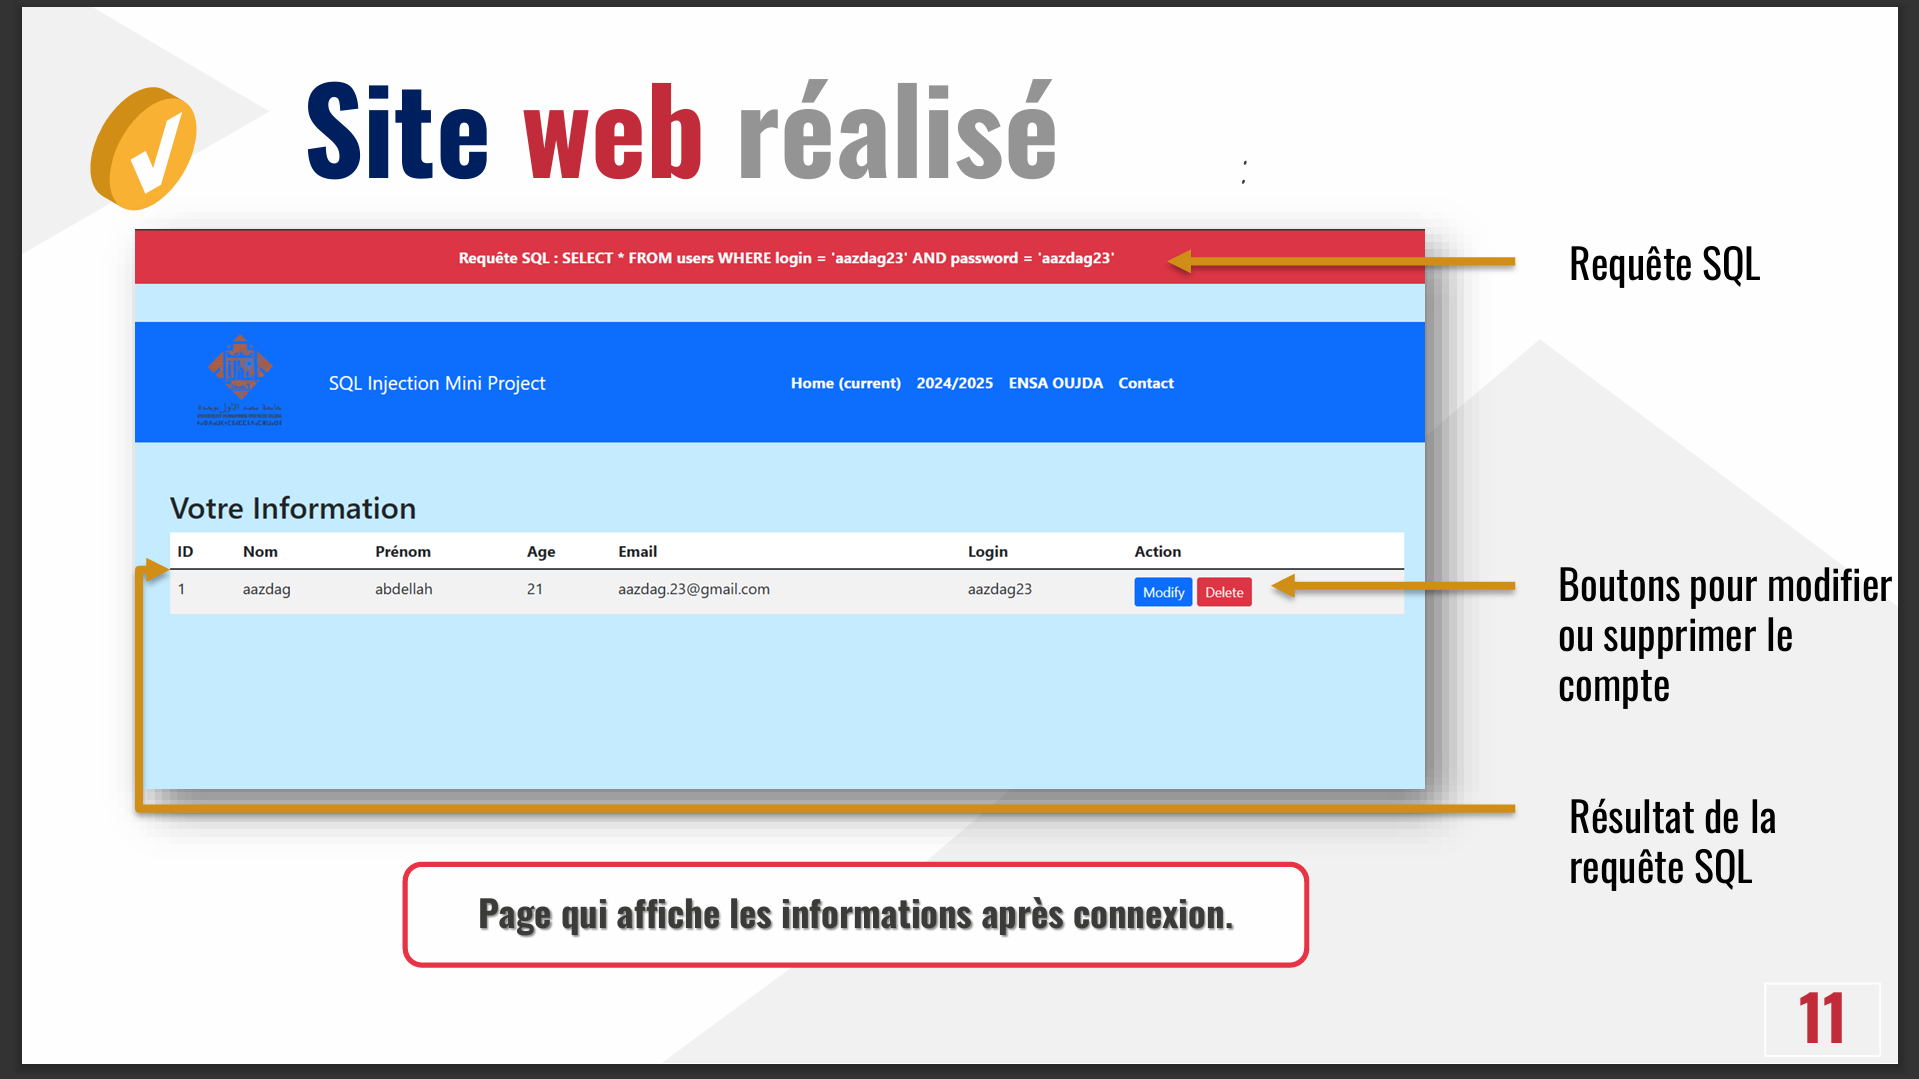 Site web réalisé
:
Requête SQL : SELECT * FROM users WHERE login = 'aazdag23' AND password = 'aazdag23'
Requête SQL
SQL Injection Mini Project
Home (current) 2024/2025 ENSA OUJDA Contact
Votre Information
ID Nom Prénom Age Email Login Action
1 aazdag abdellah 21 aazdag.23@gmail.com aazdag23 Modify Delete
Boutons pour modifier
ou supprimer le
compte
Résultat de la
requête SQL
Page qui affiche les informations après connexion.
11